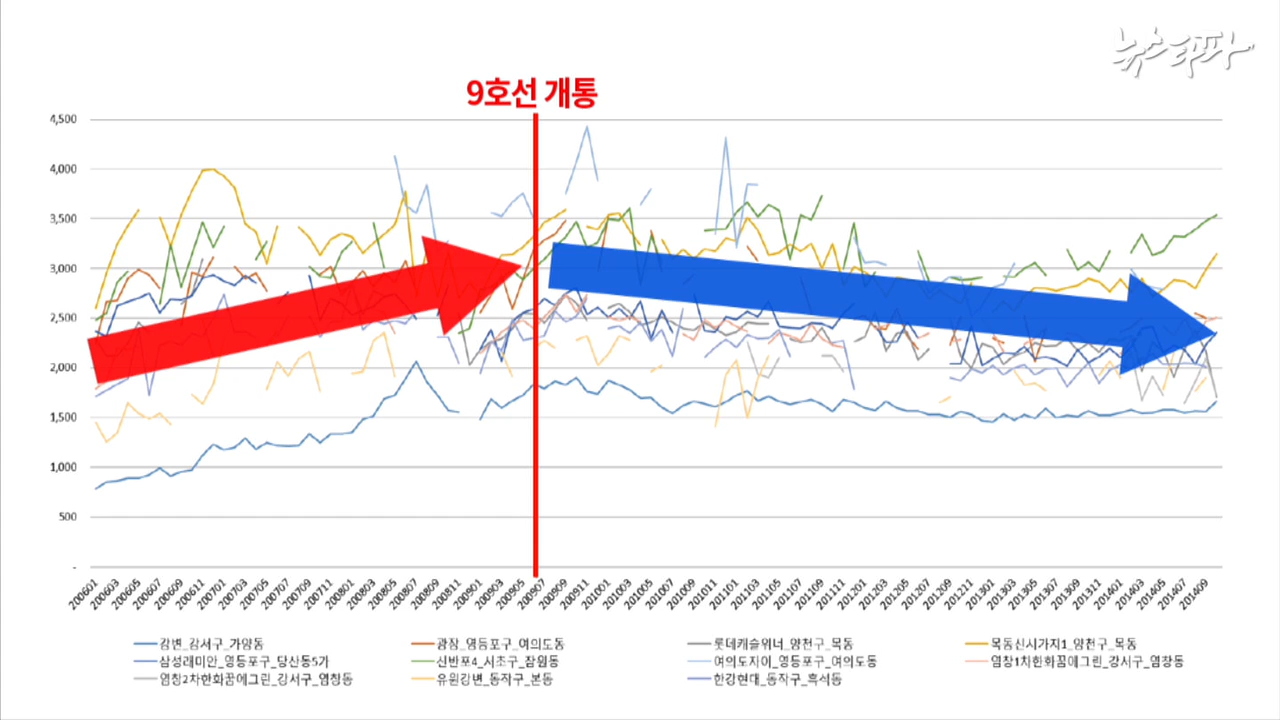 뉴스타파
9호선 개통
4,500
4,000
3,500
3,000
2,500
2,000
1,500
1,000
500
-
200601 200603 200605 200607 200609 200611 200701 200703 200705 200707 200709 200711 200801 200803 200805 200807 200809 200811 200901 200903 200905 200907 200909 200911 201001 201003 201005 201007 201009 201011 201101 201103 201105 201107 201109 201111 201201 201203 201205 201207 201209 201211 201301 201303 201305 201307 201309 201311 201401 201403 201405 201407 201409
강변_강서구_가양동 광장_영등포구_여의도동 롯데캐슬위너_양천구_목동 목동신시가지1_양천구_목동
삼성래미안_영등포구_당산동5가 신반포4_서초구_잠원동 여의도자이_영등포구_여의도동 염창1차한화꿈에그린_강서구_염창동
염창2차한화꿈에그린_강서구_염창동 유원강변_동작구_본동 한강현대_동작구_흑석동